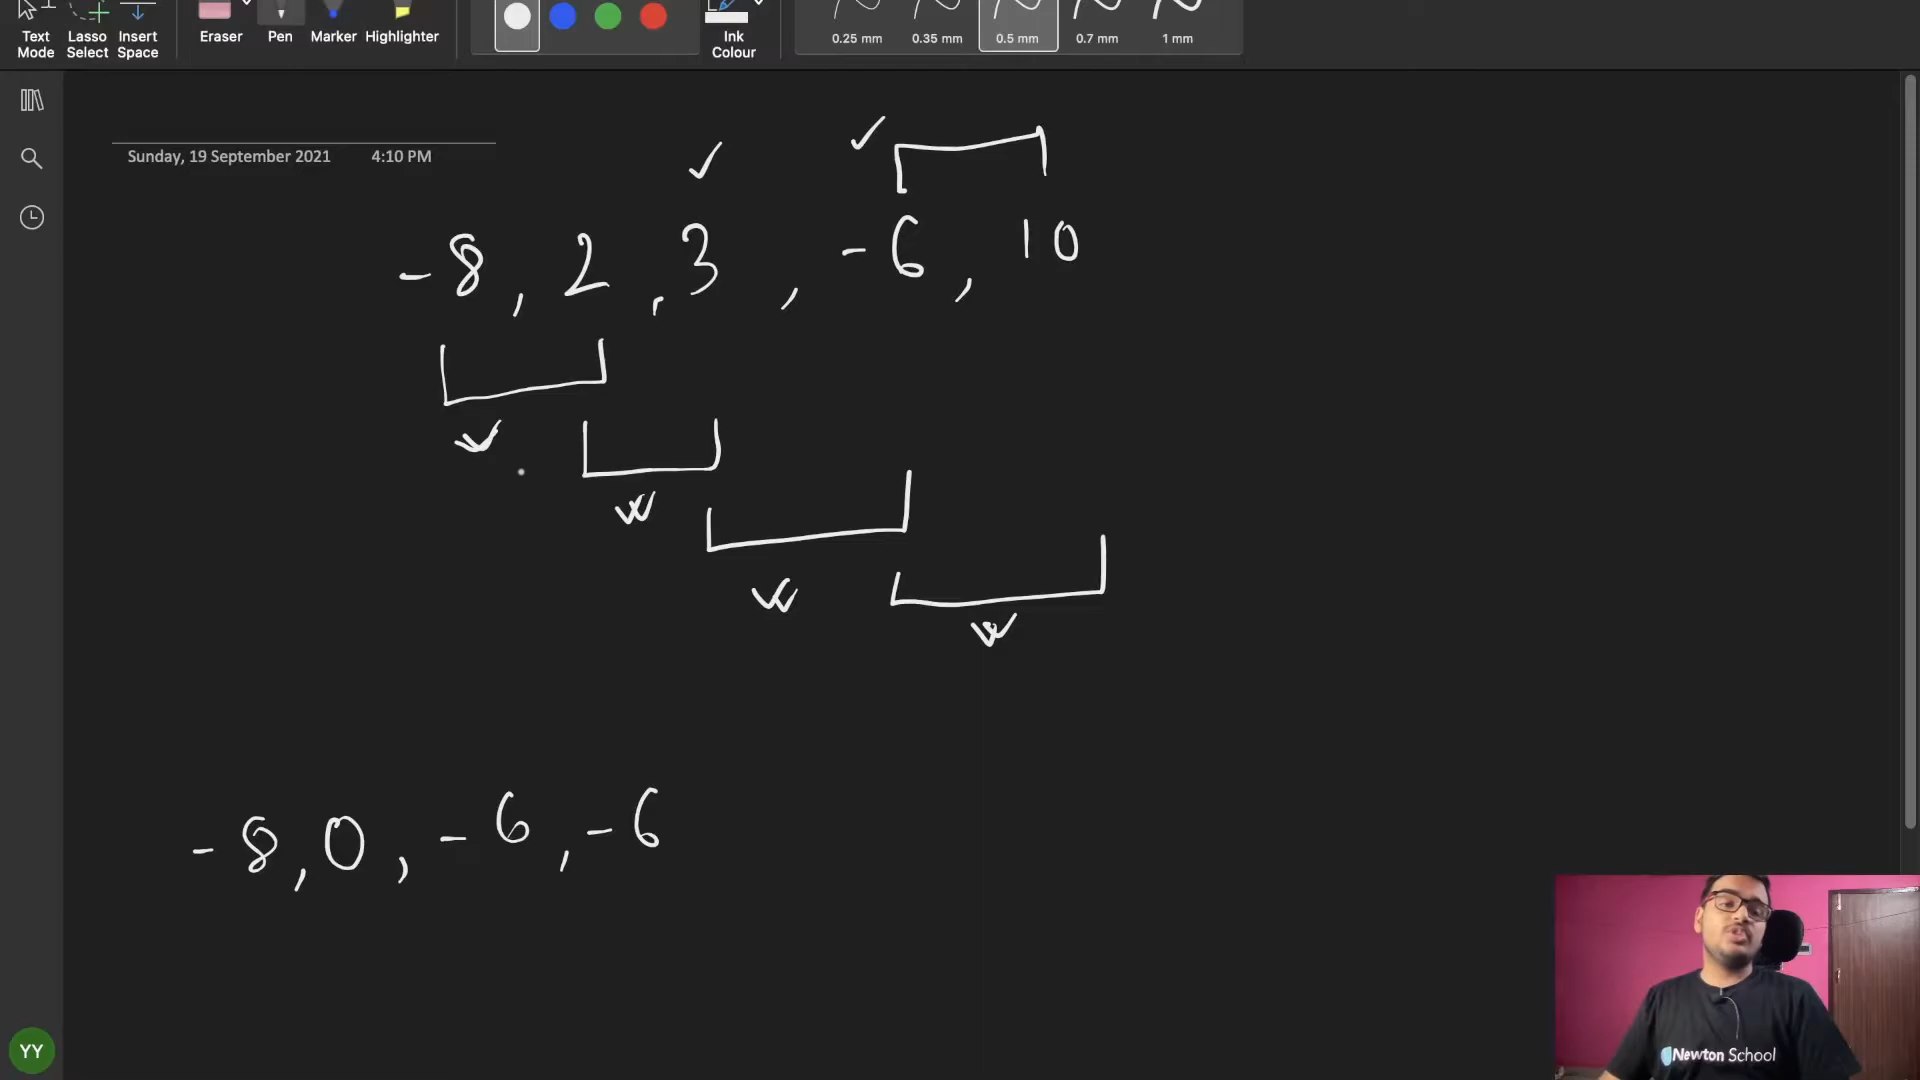 Text Mode
Lasso Select
Insert Space
Eraser
Pen
Marker
Highlighter
Ink Colour
0.25 mm
0.35 mm
0.5 mm
0.7 mm
1 mm
Sunday, 19 September 2021 4:10 PM
-8, 2, 3, -6, 10
-8, 0, -6, -6
YY
Newton School